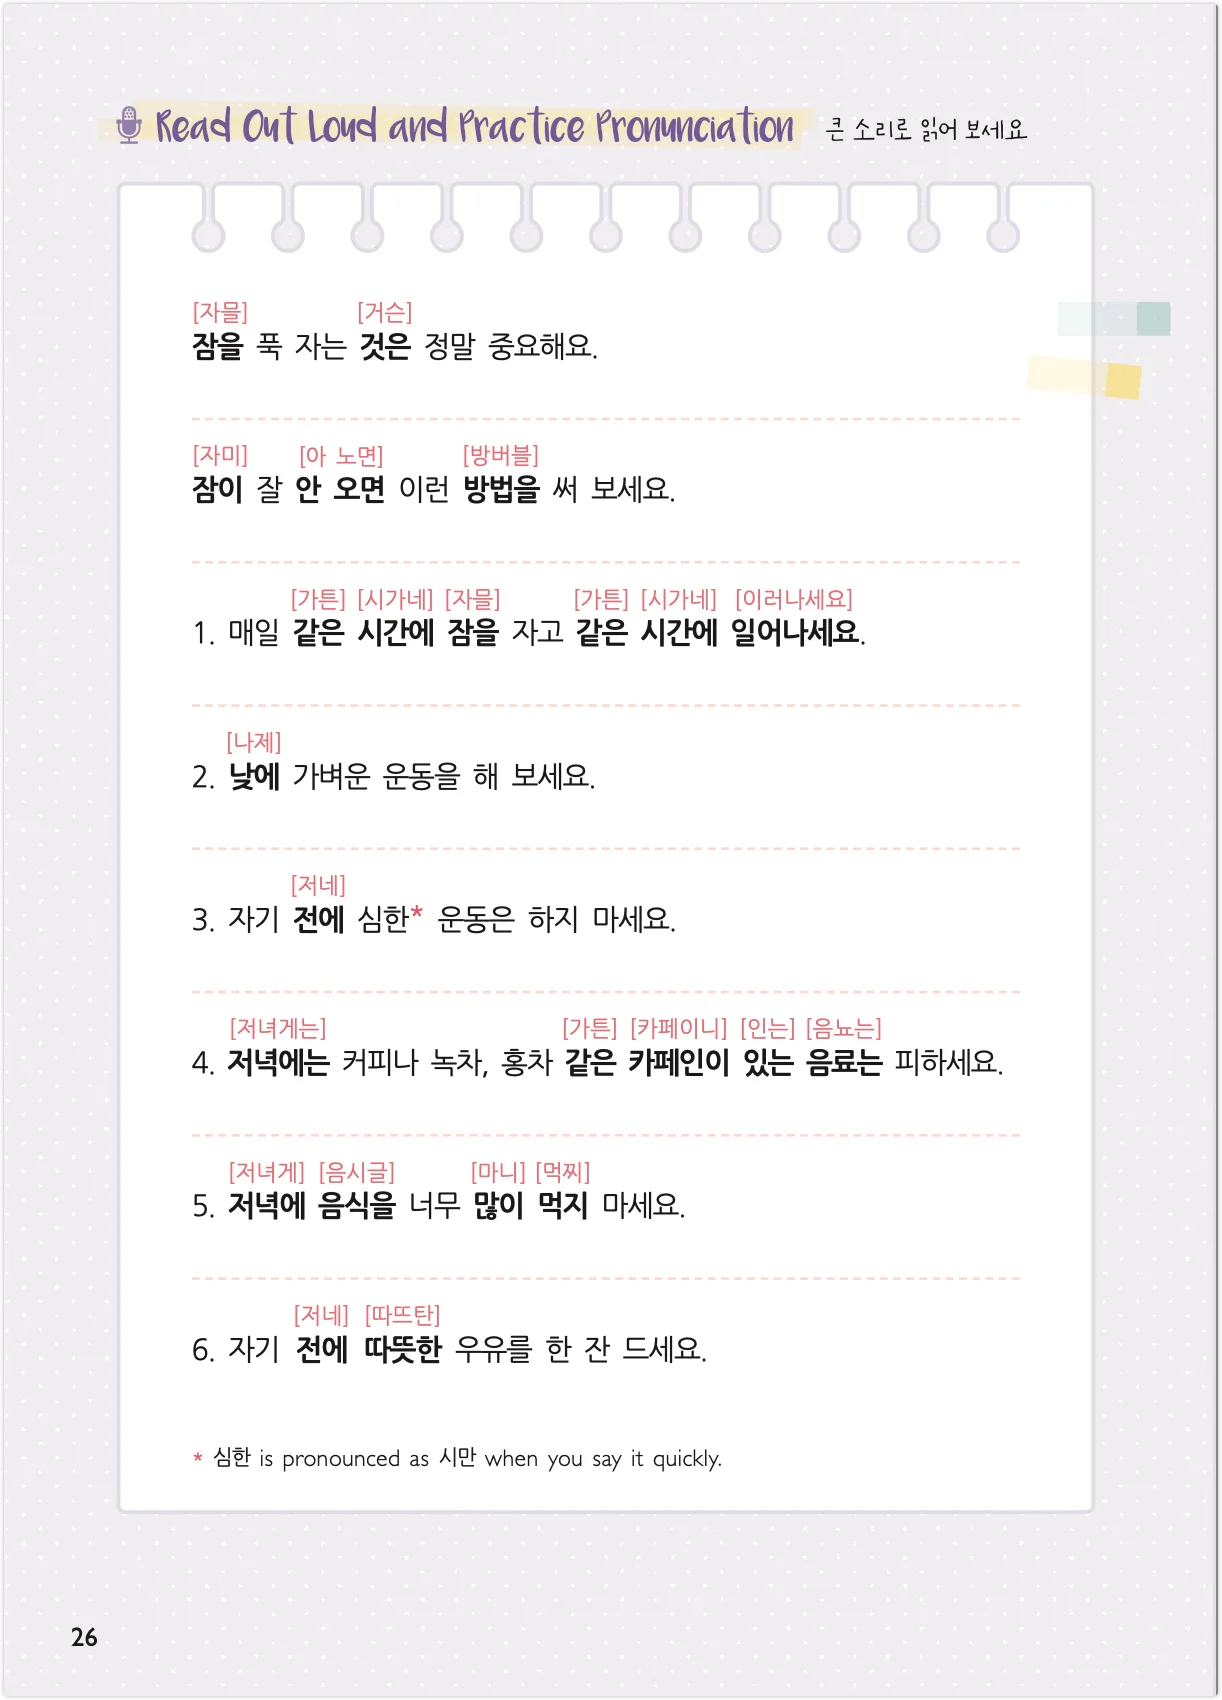 Read Out Loud and Practice Pronunciation 큰 소리로 읽어 보세요
[자믈] [거슨]
잠을 푹 자는 것은 정말 중요해요.
[자미] [아 노면] [방버블]
잠이 잘 안 오면 이런 방법을 써 보세요.
[가튼] [시가네] [자믈] [가튼] [시가네] [이러나세요]
1. 매일 같은 시간에 잠을 자고 같은 시간에 일어나세요.
[나제]
2. 낮에 가벼운 운동을 해 보세요.
[저네]
3. 자기 전에 심한* 운동은 하지 마세요.
[저녀게는] [가튼] [카페이니] [인는] [음뇨는]
4. 저녁에는 커피나 녹차, 홍차 같은 카페인이 있는 음료는 피하세요.
[저녀게] [음시글] [마니] [먹찌]
5. 저녁에 음식을 너무 많이 먹지 마세요.
[저네] [따뜨탄]
6. 자기 전에 따뜻한 우유를 한 잔 드세요.
* 심한 is pronounced as 시만 when you say it quickly.
26